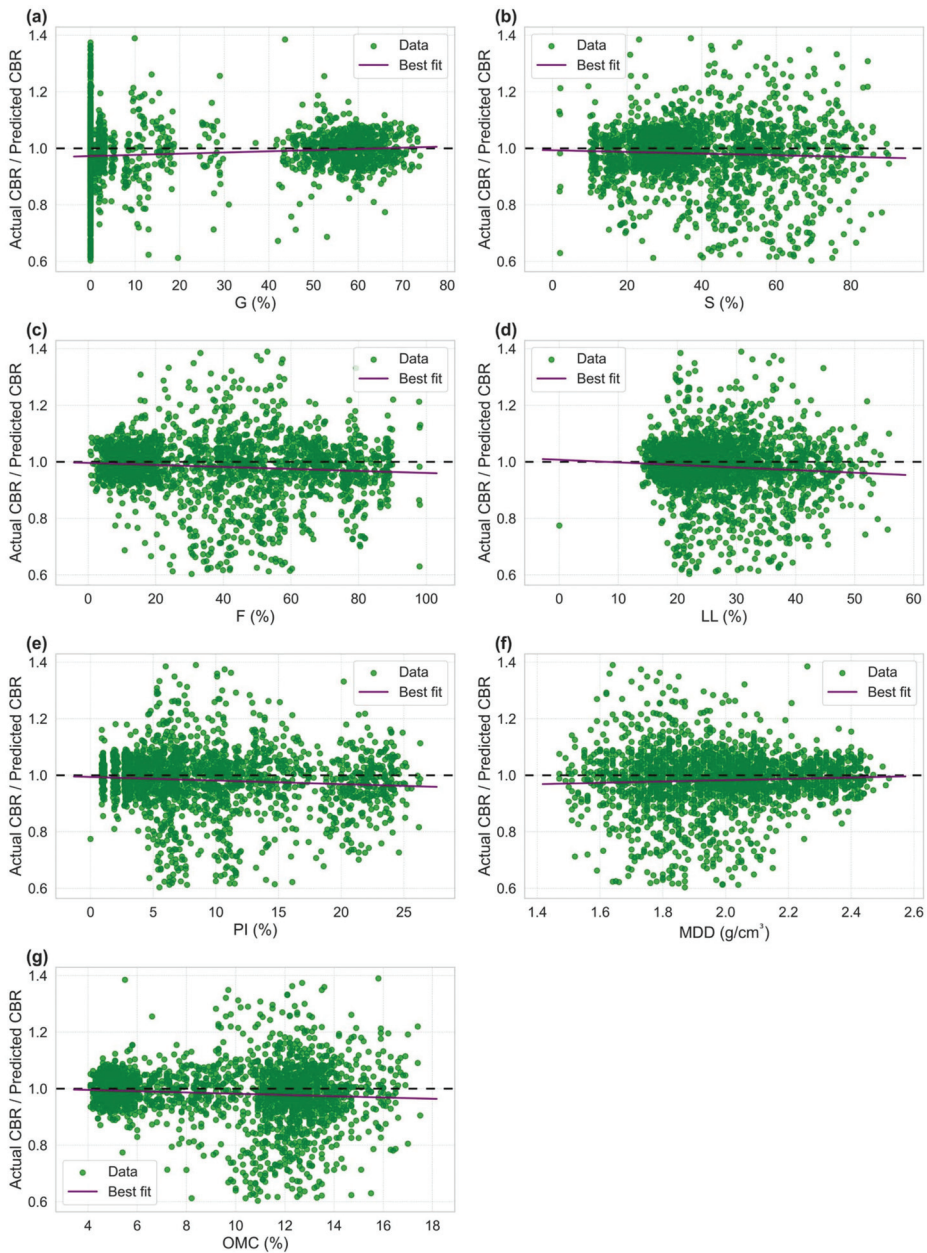 (a)
Actual CBR / Predicted CBR
1.4
1.2
1.0
0.8
0.6
Data
Best fit
0 10 20 30 40 50 60 70 80
G (%)
(b)
Actual CBR / Predicted CBR
1.4
1.2
1.0
0.8
0.6
Data
Best fit
0 20 40 60 80
S (%)
(c)
Actual CBR / Predicted CBR
1.4
1.2
1.0
0.8
0.6
Data
Best fit
0 20 40 60 80 100
F (%)
(d)
Actual CBR / Predicted CBR
1.4
1.2
1.0
0.8
0.6
Data
Best fit
0 10 20 30 40 50 60
LL (%)
(e)
Actual CBR / Predicted CBR
1.4
1.2
1.0
0.8
0.6
Data
Best fit
0 5 10 15 20 25
PI (%)
(f)
Actual CBR / Predicted CBR
1.4
1.2
1.0
0.8
0.6
Data
Best fit
1.4 1.6 1.8 2.0 2.2 2.4 2.6
MDD (g/cm³)
(g)
Actual CBR / Predicted CBR
1.4
1.2
1.0
0.8
0.6
Data
Best fit
4 6 8 10 12 14 16 18
OMC (%)